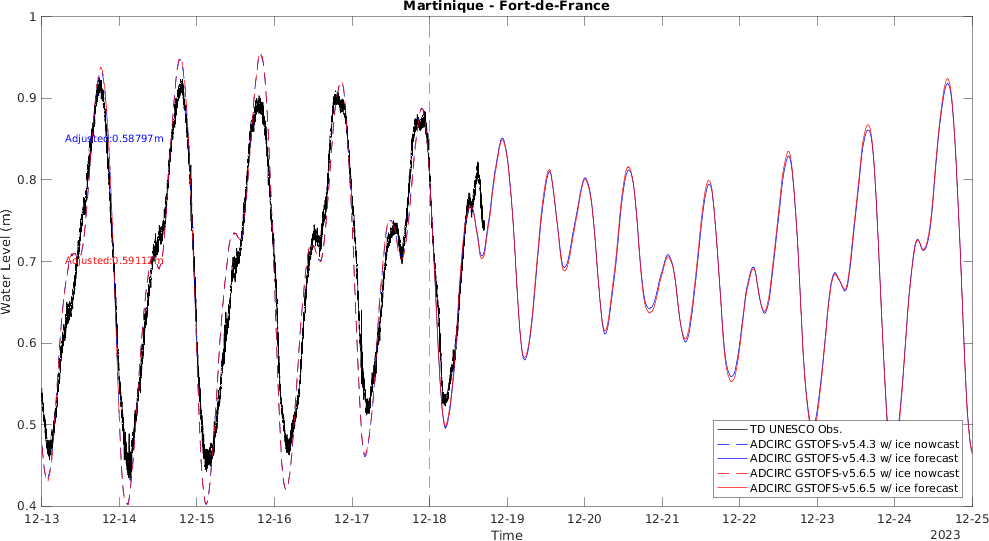 Martinique - Fort-de-France
1
0.9
0.8
0.7
0.6
0.5
0.4
Water Level (m)
Adjusted:0.58797m
Adjusted:0.59112m
TD UNESCO Obs.
ADCIRC GSTOFS-v5.4.3 w/ ice nowcast
ADCIRC GSTOFS-v5.4.3 w/ ice forecast
ADCIRC GSTOFS-v5.6.5 w/ ice nowcast
ADCIRC GSTOFS-v5.6.5 w/ ice forecast
12-13 12-14 12-15 12-16 12-17 12-18 12-19 12-20 12-21 12-22 12-23 12-24 12-25
Time
2023